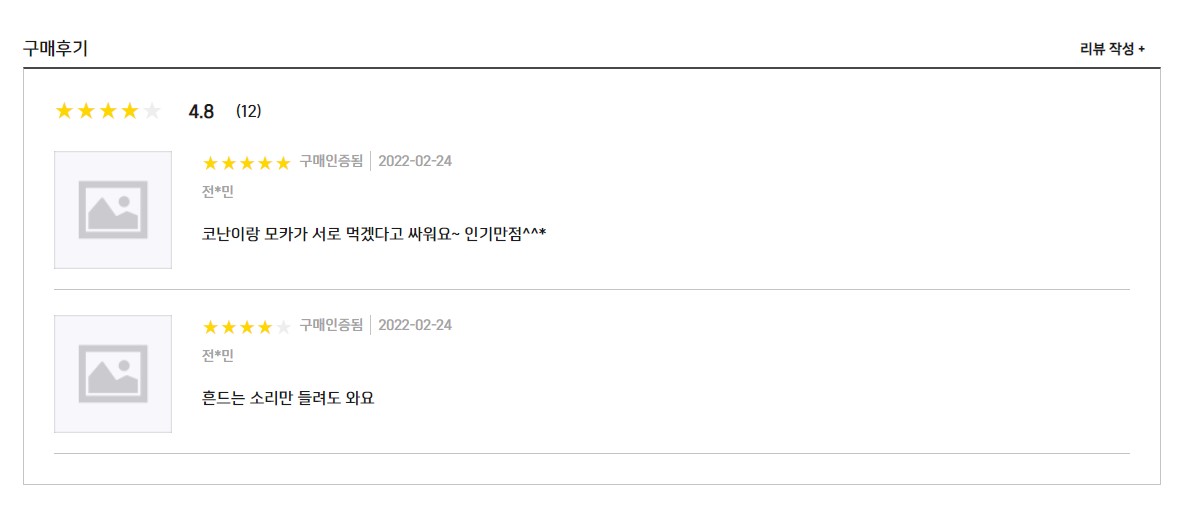 구매후기
리뷰 작성 +
★★★★★ 4.8 (12)
★★★★★ 구매인증됨 | 2022-02-24
전*민
코난이랑 모카가 서로 먹겠다고 싸워요~ 인기만점^^*
★★★★★ 구매인증됨 | 2022-02-24
전*민
흔드는 소리만 들려도 와요